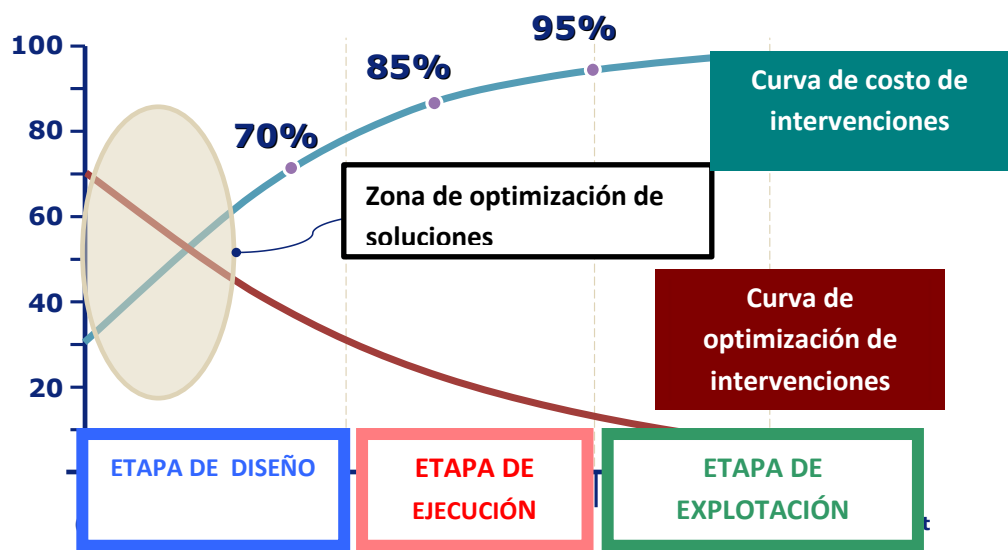 100
80
60
40
20
70%
85%
95%
Curva de costo de
intervenciones
Zona de optimización de
soluciones
Curva de
optimización de
intervenciones
ETAPA DE DISEÑO
ETAPA DE
EJECUCIÓN
ETAPA DE
EXPLOTACIÓN
t